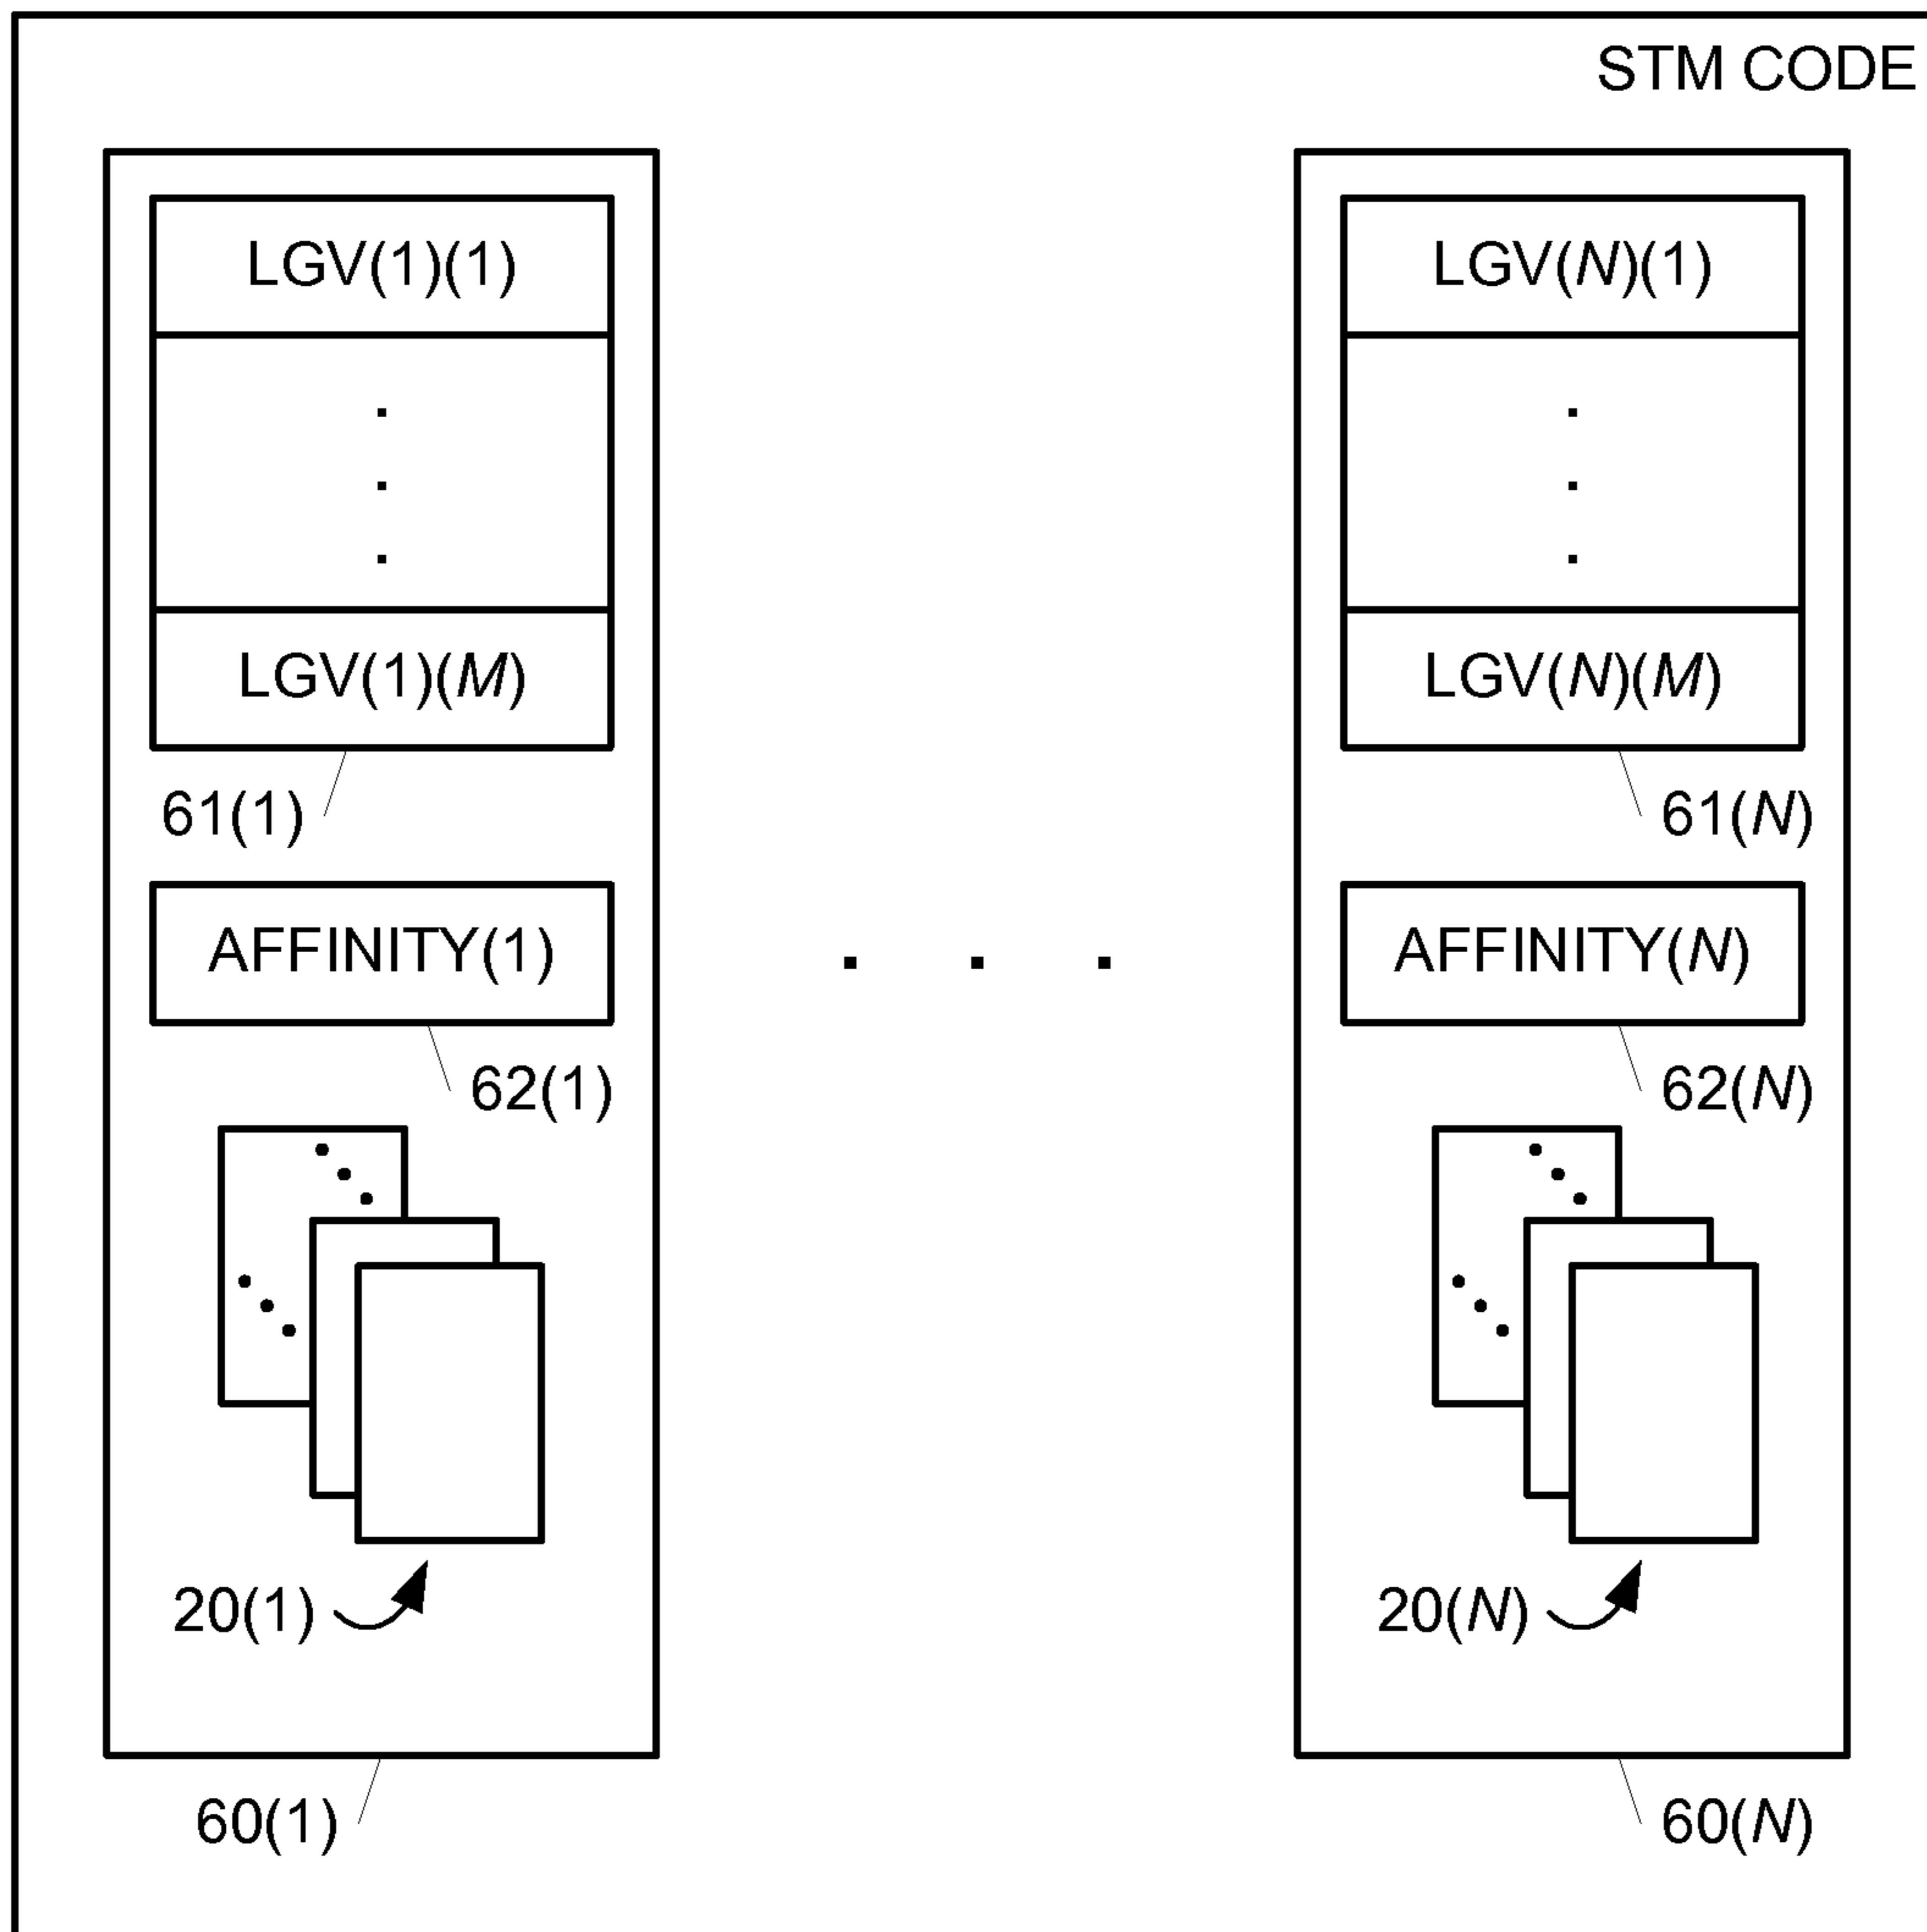 STM CODE
LGV(1)(1)
LGV(N)(1)
LGV(1)(M)
LGV(N)(M)
61(1)
61(N)
AFFINITY(1)
AFFINITY(N)
62(1)
62(N)
20(1)
20(N)
60(1)
60(N)